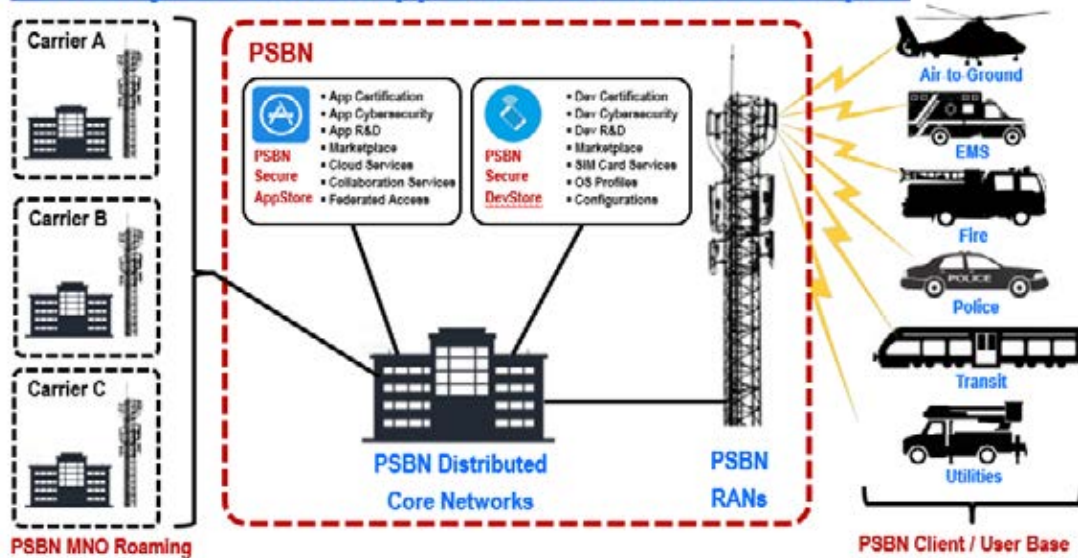 Carrier A
Carrier B
Carrier C
PSBN MNO Roaming
PSBN
PSBN
Secure
AppStore
▪ App Certification
▪ App Cybersecurity
▪ App R&D
▪ Marketplace
▪ Cloud Services
▪ Collaboration Services
▪ Federated Access
PSBN
Secure
DevStore
▪ Dev Certification
▪ Dev Cybersecurity
▪ Dev R&D
▪ Marketplace
▪ SIM Card Services
▪ OS Profiles
▪ Configurations
PSBN Distributed
Core Networks
PSBN
RANs
Air-to-Ground
EMS
Fire
POLICE
Police
Transit
Utilities
PSBN Client / User Base